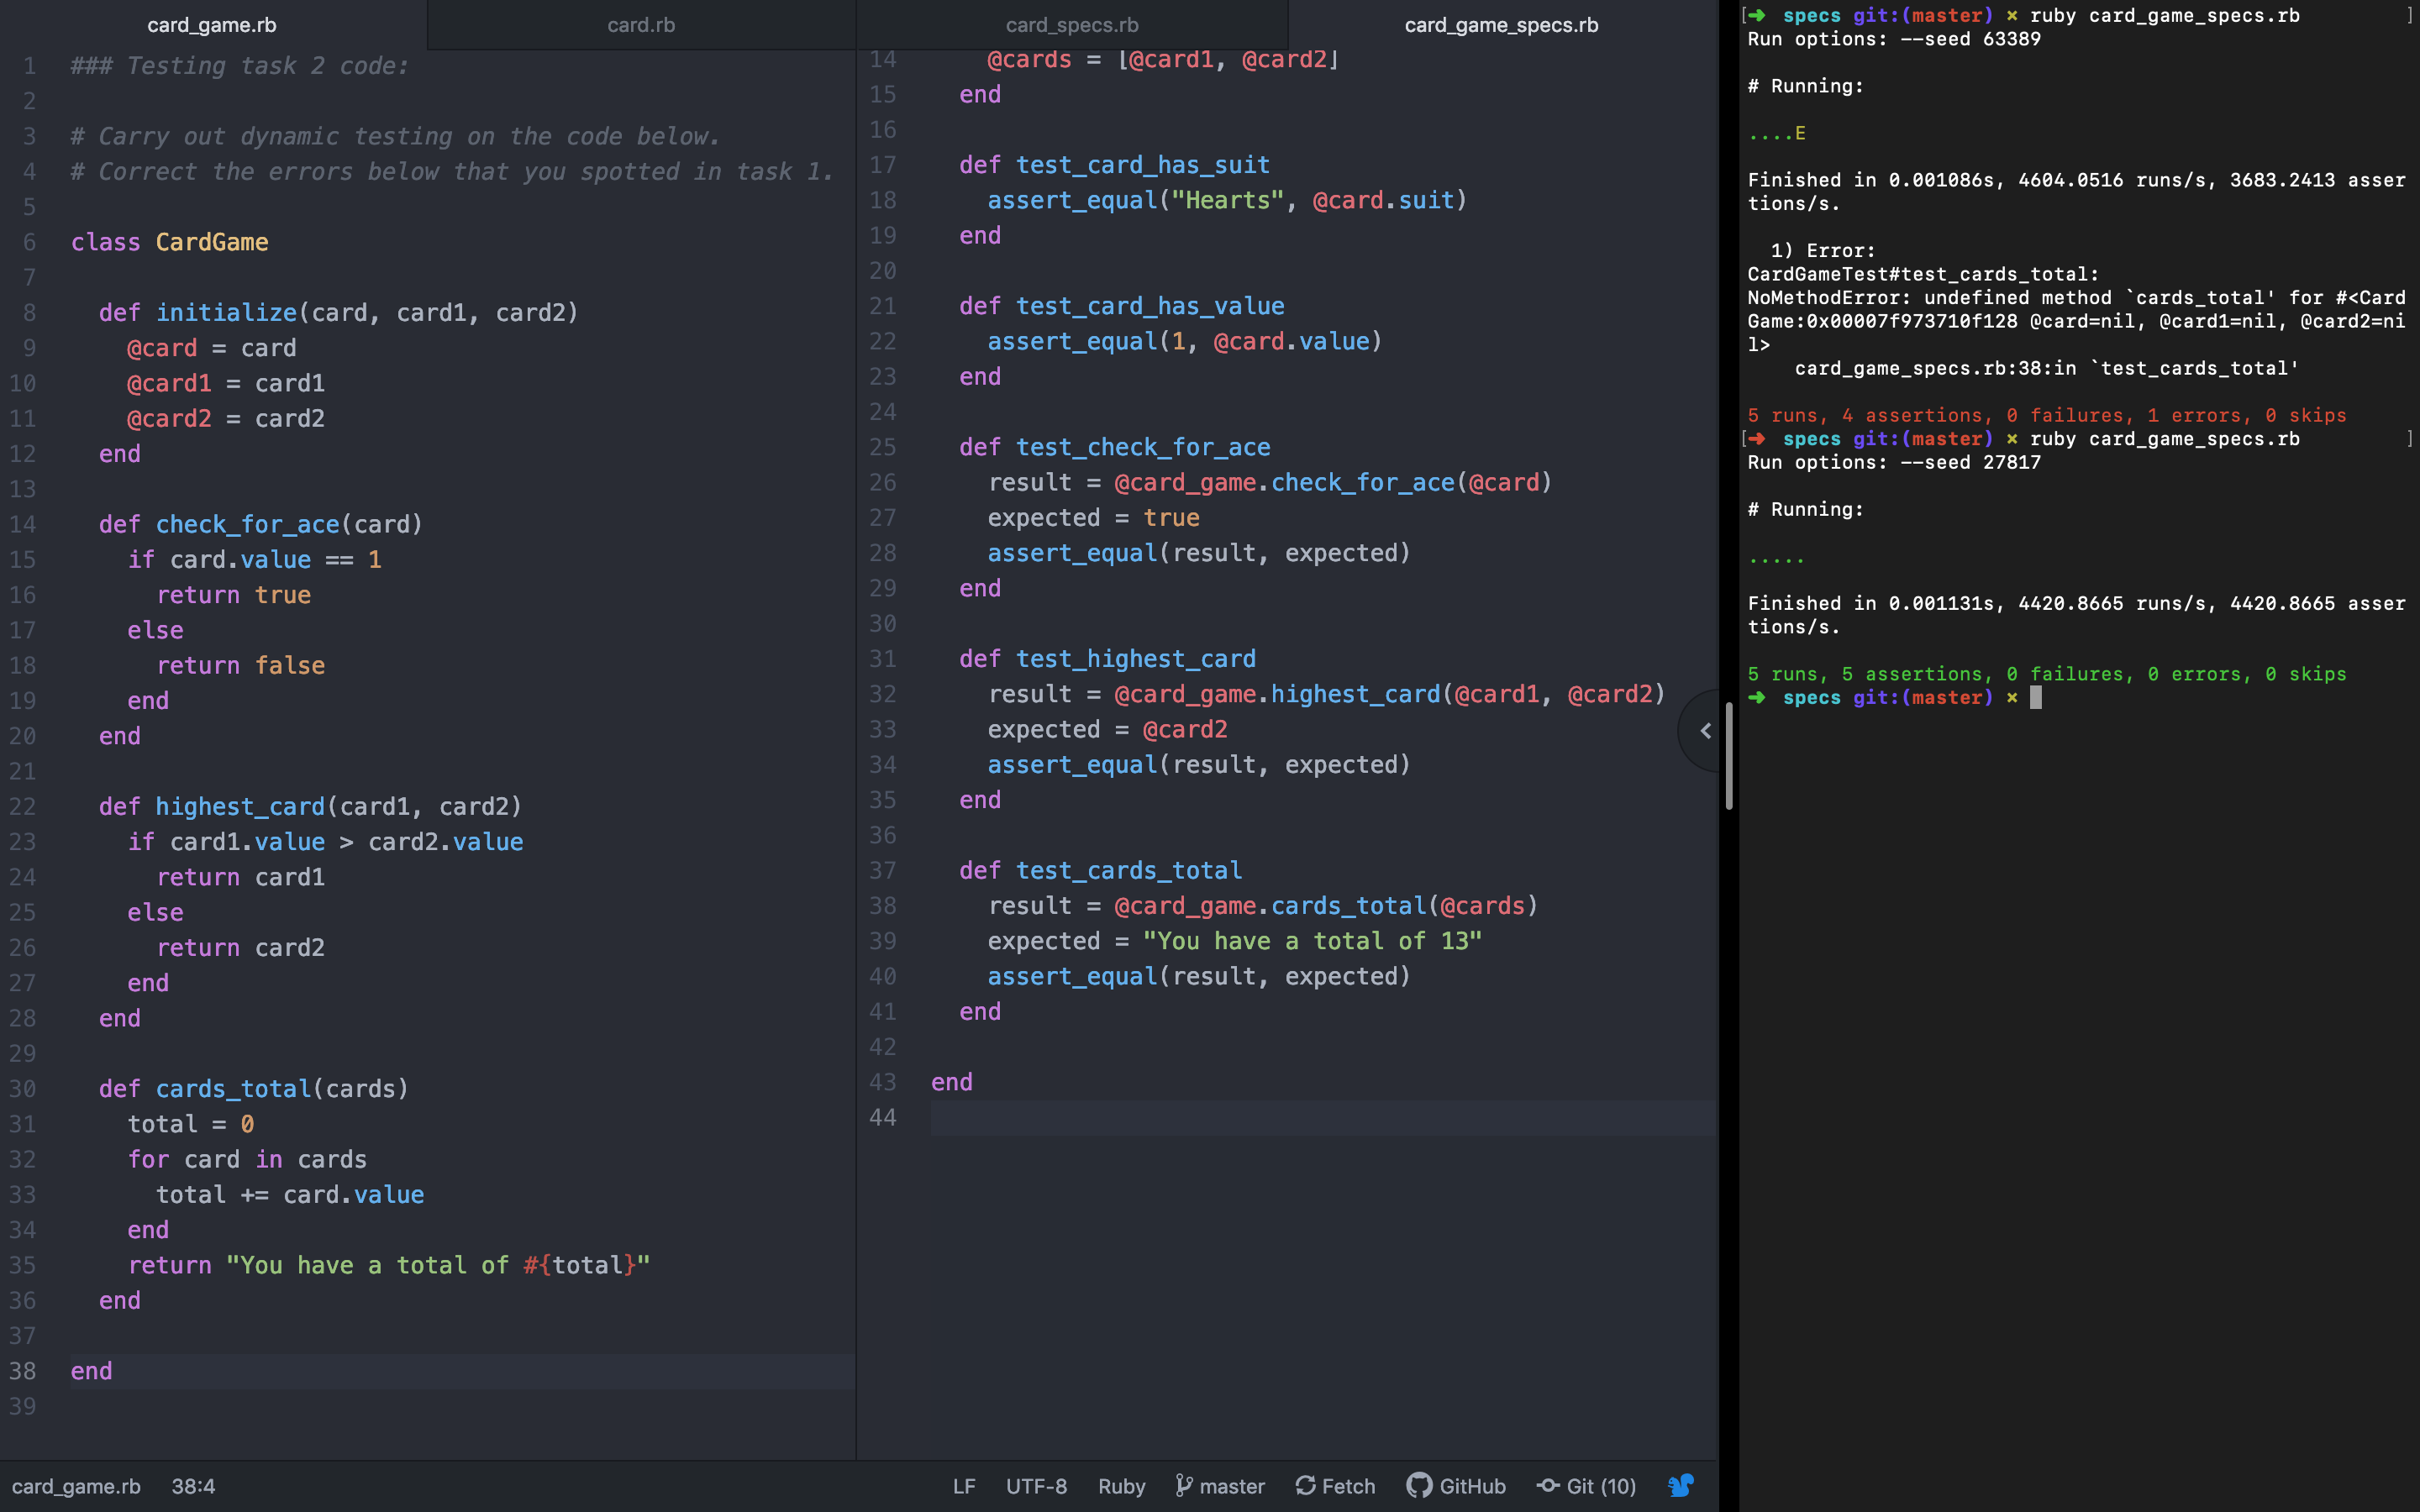 card_game.rb
card.rb
1 ### Testing task 2 code:
2
3 # Carry out dynamic testing on the code below.
4 # Correct the errors below that you spotted in task 1.
5
6 class CardGame
7
8   def initialize(card, card1, card2)
9     @card = card
10     @card1 = card1
11     @card2 = card2
12   end
13
14   def check_for_ace(card)
15     if card.value == 1
16       return true
17     else
18       return false
19     end
20   end
21
22   def highest_card(card1, card2)
23     if card1.value > card2.value
24       return card1
25     else
26       return card2
27     end
28   end
29
30   def cards_total(cards)
31     total = 0
32     for card in cards
33       total += card.value
34     end
35     return "You have a total of #{total}"
36   end
37
38 end
39
card_specs.rb
card_game_specs.rb
14     @cards = [@card1, @card2]
15   end
16
17   def test_card_has_suit
18     assert_equal("Hearts", @card.suit)
19   end
20
21   def test_card_has_value
22     assert_equal(1, @card.value)
23   end
24
25   def test_check_for_ace
26     result = @card_game.check_for_ace(@card)
27     expected = true
28     assert_equal(result, expected)
29   end
30
31   def test_highest_card
32     result = @card_game.highest_card(@card1, @card2)
33     expected = @card2
34     assert_equal(result, expected)
35   end
36
37   def test_cards_total
38     result = @card_game.cards_total(@cards)
39     expected = "You have a total of 13"
40     assert_equal(result, expected)
41   end
42
43 end
44
[➜  specs git:(master) × ruby card_game_specs.rb ]
Run options: --seed 63389
# Running:
....E
Finished in 0.001086s, 4604.0516 runs/s, 3683.2413 asser
tions/s.
  1) Error:
CardGameTest#test_cards_total:
NoMethodError: undefined method `cards_total' for #<Card
Game:0x00007f973710f128 @card=nil, @card1=nil, @card2=ni
l>
    card_game_specs.rb:38:in `test_cards_total'
5 runs, 4 assertions, 0 failures, 1 errors, 0 skips
[➜  specs git:(master) × ruby card_game_specs.rb ]
Run options: --seed 27817
# Running:
.....
Finished in 0.001131s, 4420.8665 runs/s, 4420.8665 asser
tions/s.
5 runs, 5 assertions, 0 failures, 0 errors, 0 skips
➜  specs git:(master) ×
card_game.rb 38:4
LF UTF-8 Ruby master Fetch GitHub Git (10)